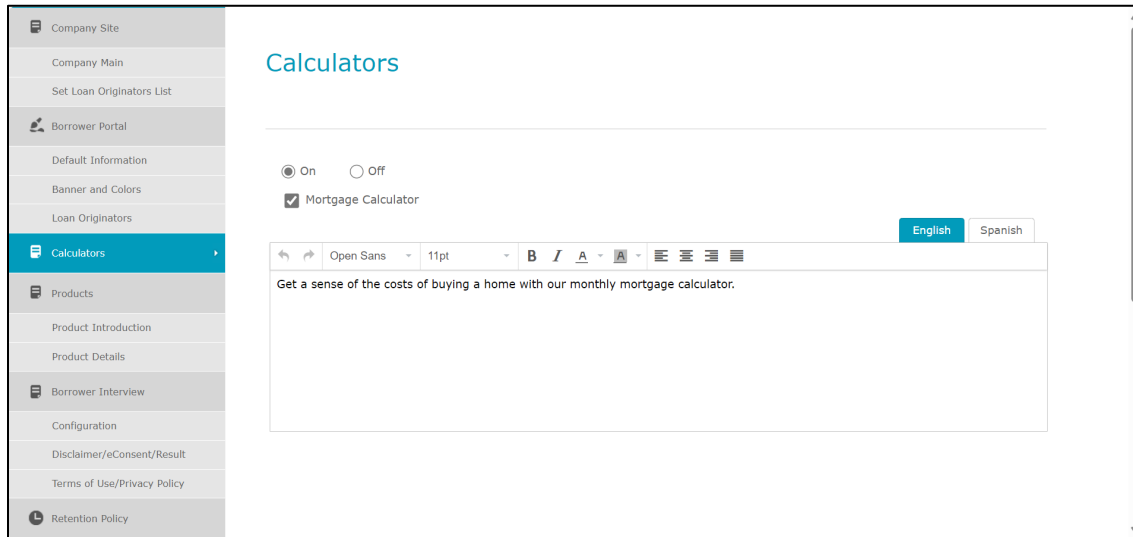 Company Site
Company Main
Set Loan Originators List
Borrower Portal
Default Information
Banner and Colors
Loan Originators
Calculators
Products
Product Introduction
Product Details
Borrower Interview
Configuration
Disclaimer/eConsent/Result
Terms of Use/Privacy Policy
Retention Policy
Calculators
On Off
Mortgage Calculator
English Spanish
Open Sans 11pt B I A A
Get a sense of the costs of buying a home with our monthly mortgage calculator.